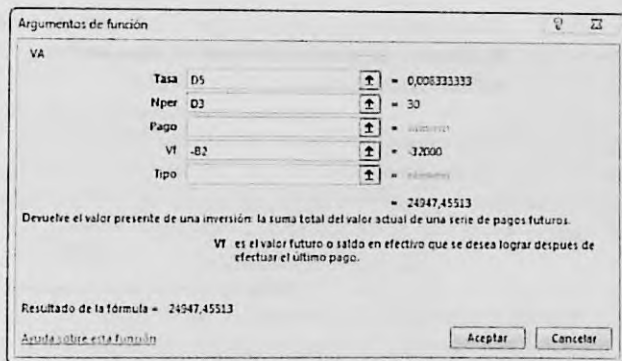 Argumentos de función
VA
Tasa D5 = 0,008333333
Nper D3 = 30
Pago = número
Vf -B2 = -32000
Tipo = número
= 24947,45513
Devuelve el valor presente de una inversión: la suma total del valor actual de una serie de pagos futuros.
Vf es el valor futuro o saldo en efectivo que se desea lograr después de
efectuar el último pago.
Resultado de la fórmula = 24947,45513
Ayuda sobre esta función
Aceptar Cancelar